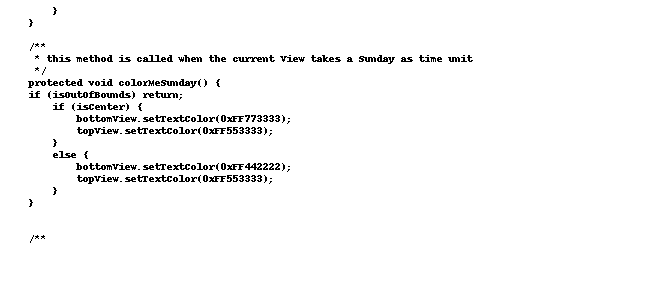 }
}
/**
* this method is called when the current View takes a Sunday as time unit
*/
protected void colorMeSunday() {
if (isOutOfBounds) return;
if (isCenter) {
bottomView.setTextColor(0xFF773333);
topView.setTextColor(0xFF553333);
}
else {
bottomView.setTextColor(0xFF442222);
topView.setTextColor(0xFF553333);
}
}
/**